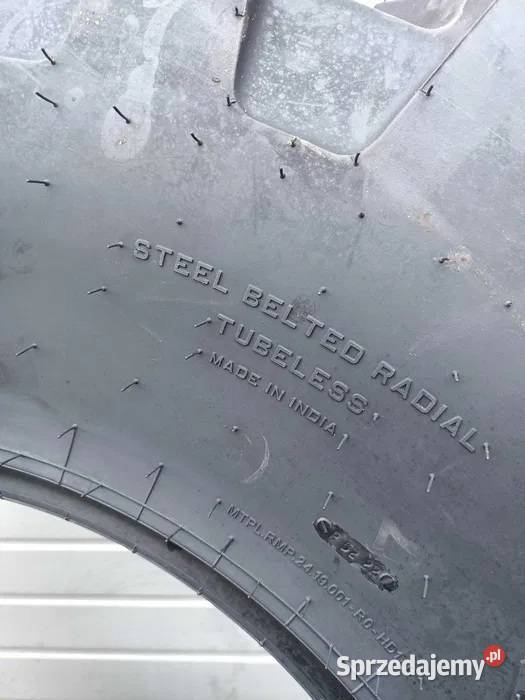 STEEL BELTED RADIAL
TUBELESS
MADE IN INDIA
Sprzedajemy.pl